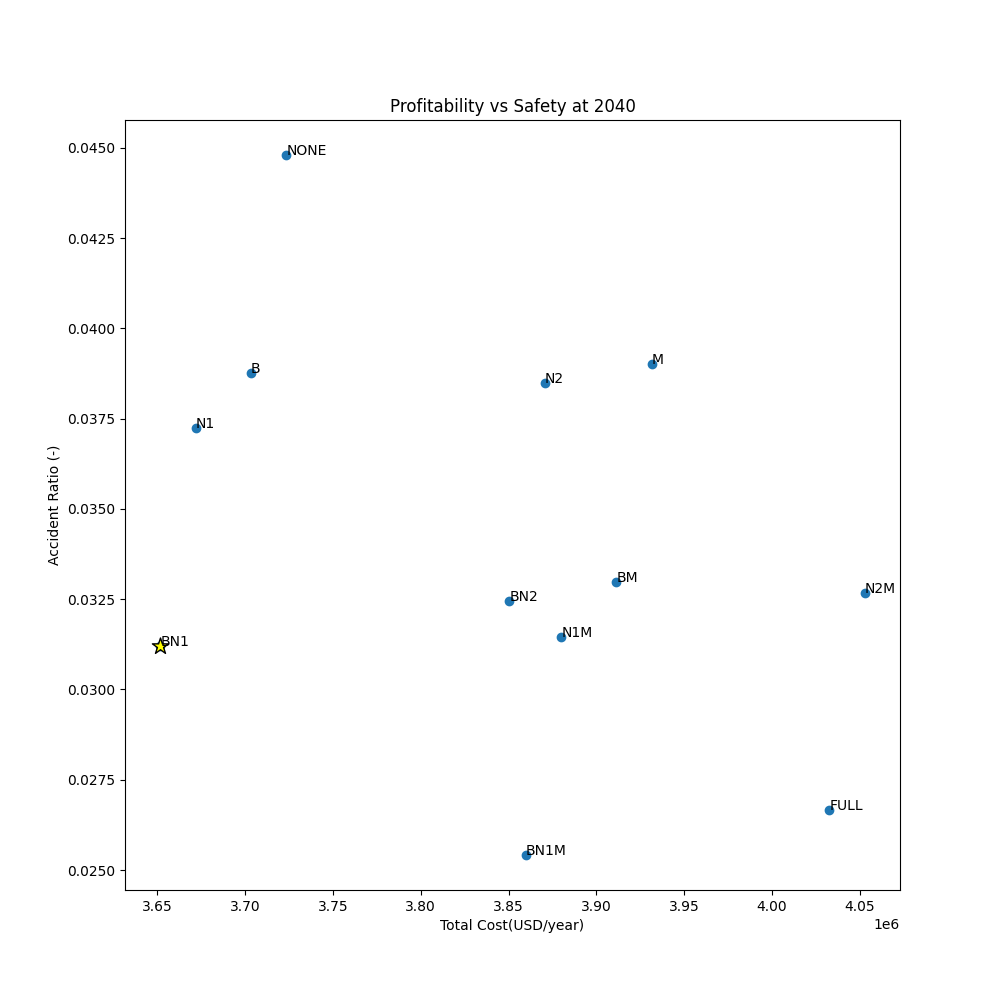 Profitability vs Safety at 2040
0.0450
0.0425
0.0400
0.0375
0.0350
0.0325
0.0300
0.0275
0.0250
Accident Ratio (-)
NONE
M
B
N2
N1
BM
N2M
BN2
N1M
BN1
FULL
BN1M
3.65 3.70 3.75 3.80 3.85 3.90 3.95 4.00 4.05
1e6
Total Cost(USD/year)